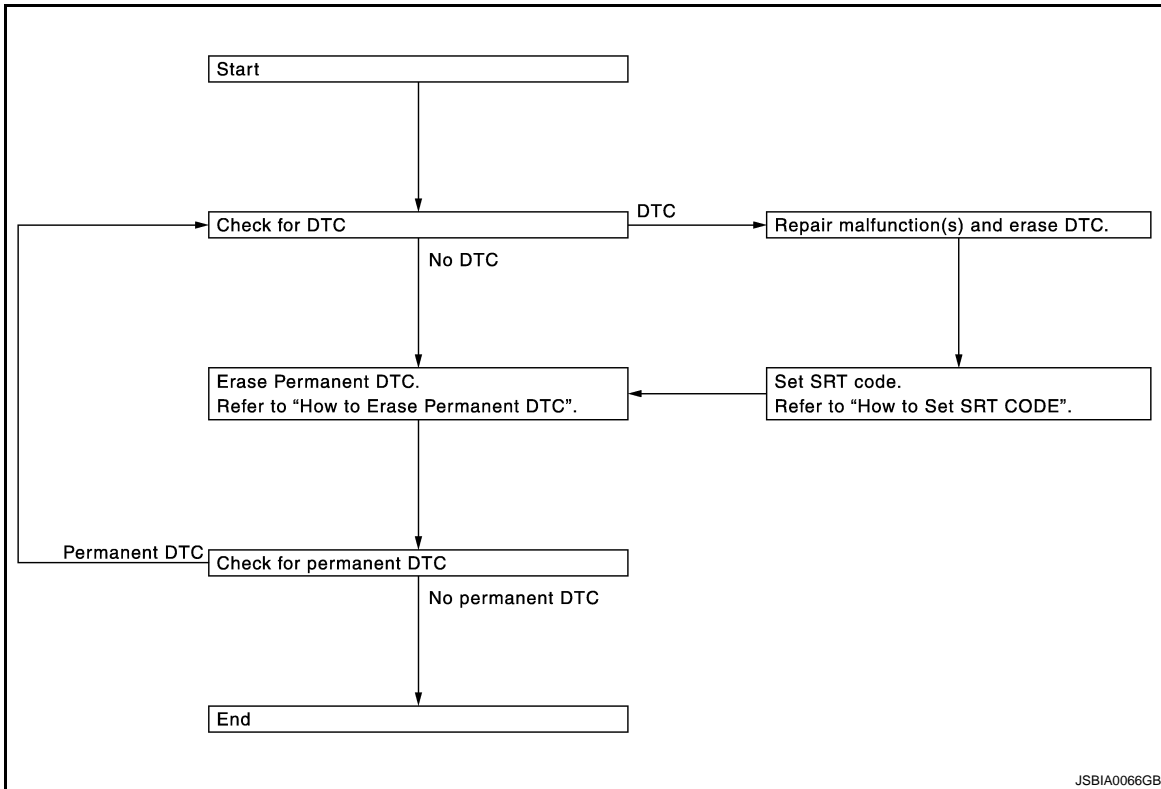 Start
Check for DTC
DTC
Repair malfunction(s) and erase DTC.
No DTC
Erase Permanent DTC.
Refer to “How to Erase Permanent DTC”.
Set SRT code.
Refer to “How to Set SRT CODE”.
Permanent DTC
Check for permanent DTC
No permanent DTC
End
JSBIA0066GB